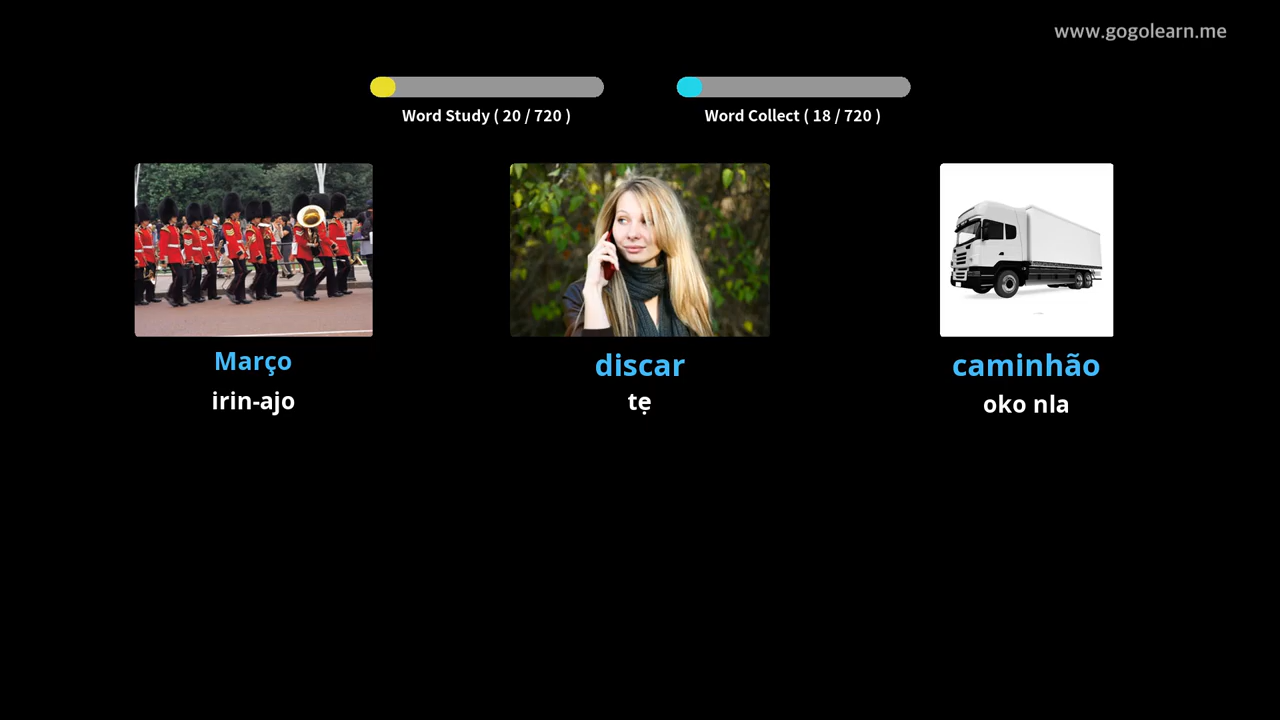 www.gogolearn.me
Word Study ( 20 / 720 )
Word Collect ( 18 / 720 )
Março
irin-ajo
discar
tẹ
caminhão
oko nla